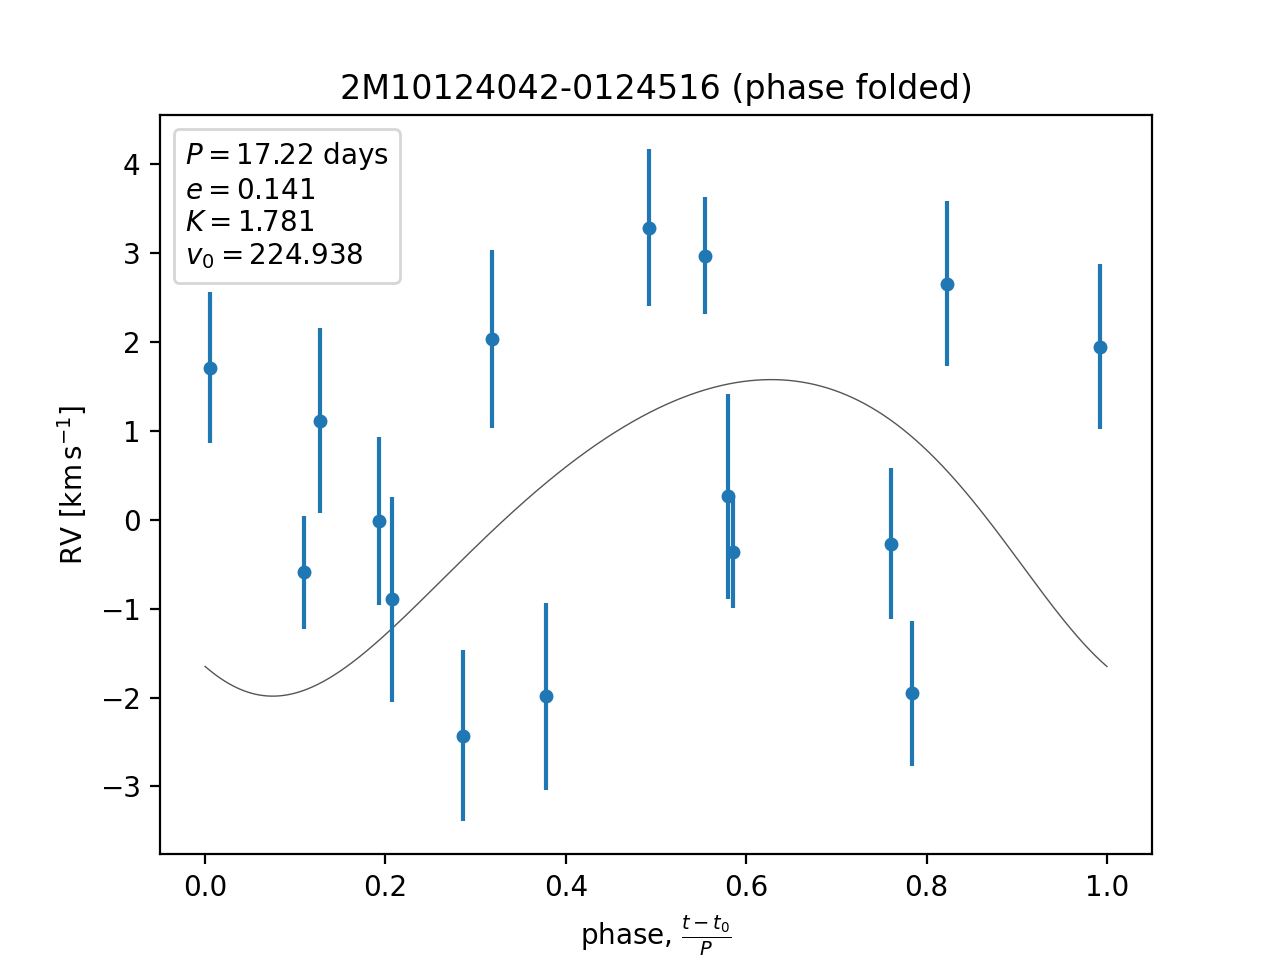 2M10124042-0124516 (phase folded)
P = 17.22 days
e = 0.141
K = 1.781
v₀ = 224.938
4
3
2
1
0
−1
−2
−3
RV [km s⁻¹]
0.0 0.2 0.4 0.6 0.8 1.0
phase, (t − t₀)/P